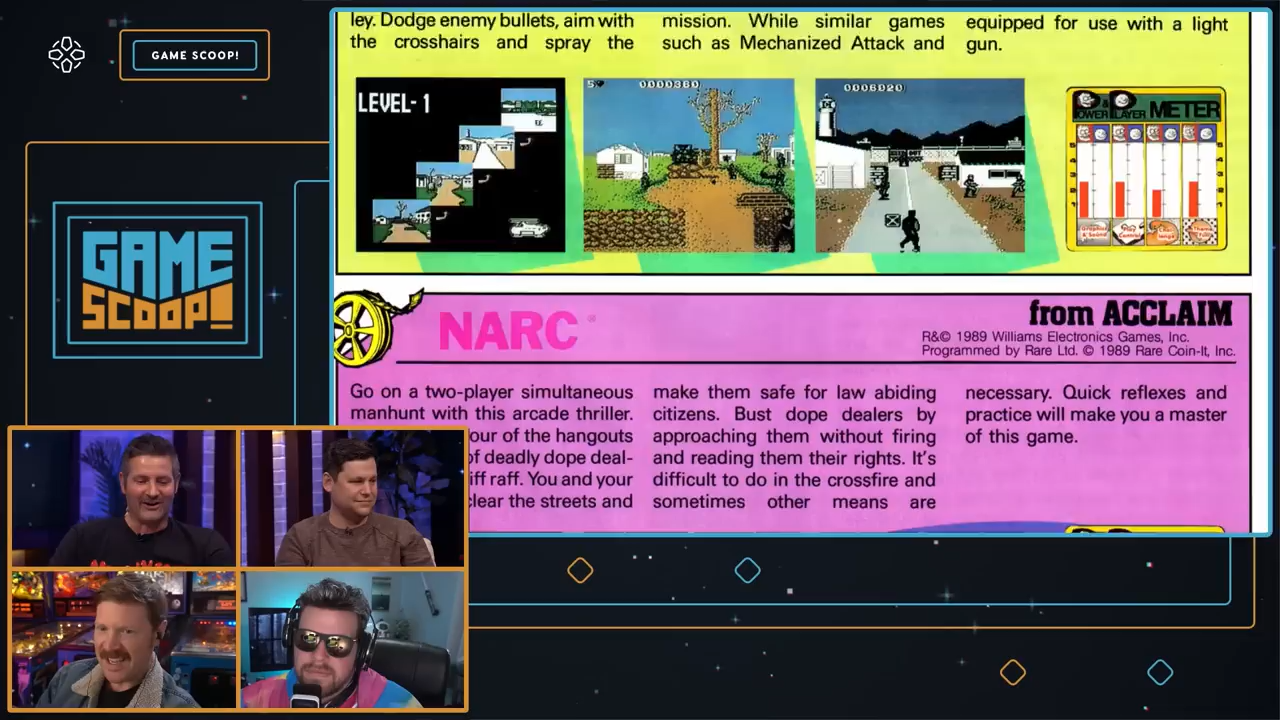 GAME SCOOP!
GAME
SCOOP!
ley. Dodge enemy bullets, aim with
the crosshairs and spray the
mission. While similar games
such as Mechanized Attack and
equipped for use with a light
gun.
LEVEL-1
5
0000360
0006020
POWER
PLAYER
METER
NARC
from ACCLAIM
R&© 1989 Williams Electronics Games, Inc.
Programmed by Rare Ltd. © 1989 Rare Coin-It, Inc.
Go on a two-player simultaneous
manhunt with this arcade thriller.
our of the hangouts
of deadly dope deal-
iff raff. You and your
clear the streets and
make them safe for law abiding
citizens. Bust dope dealers by
approaching them without firing
and reading them their rights. It's
difficult to do in the crossfire and
sometimes other means are
necessary. Quick reflexes and
practice will make you a master
of this game.